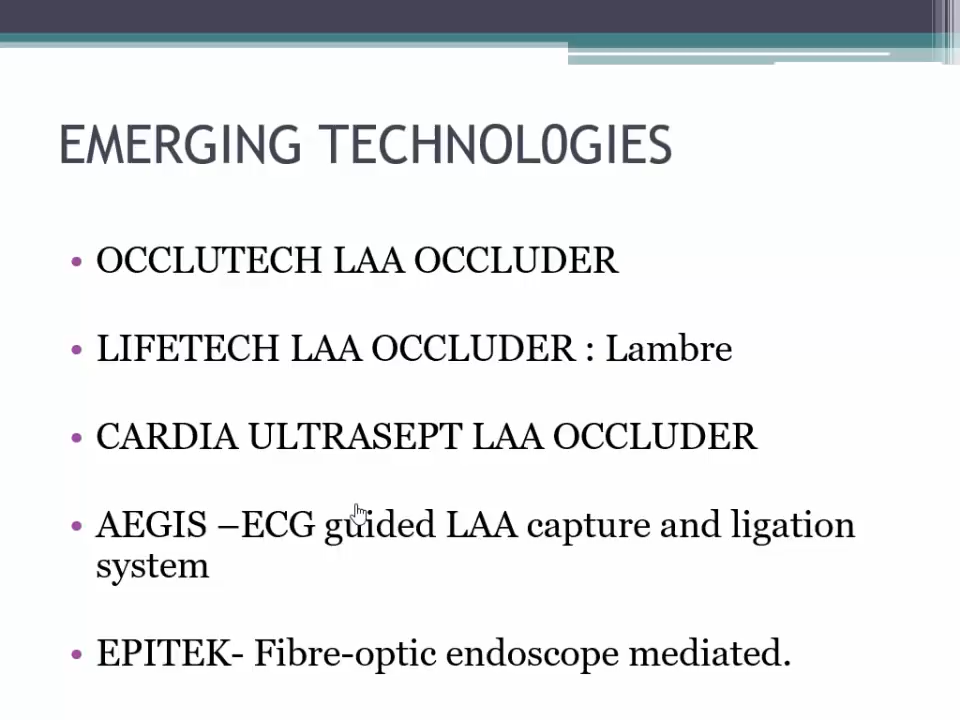 EMERGING TECHNOL0GIES
• OCCLUTECH LAA OCCLUDER
• LIFETECH LAA OCCLUDER : Lambre
• CARDIA ULTRASEPT LAA OCCLUDER
• AEGIS –ECG guided LAA capture and ligation
system
• EPITEK- Fibre-optic endoscope mediated.